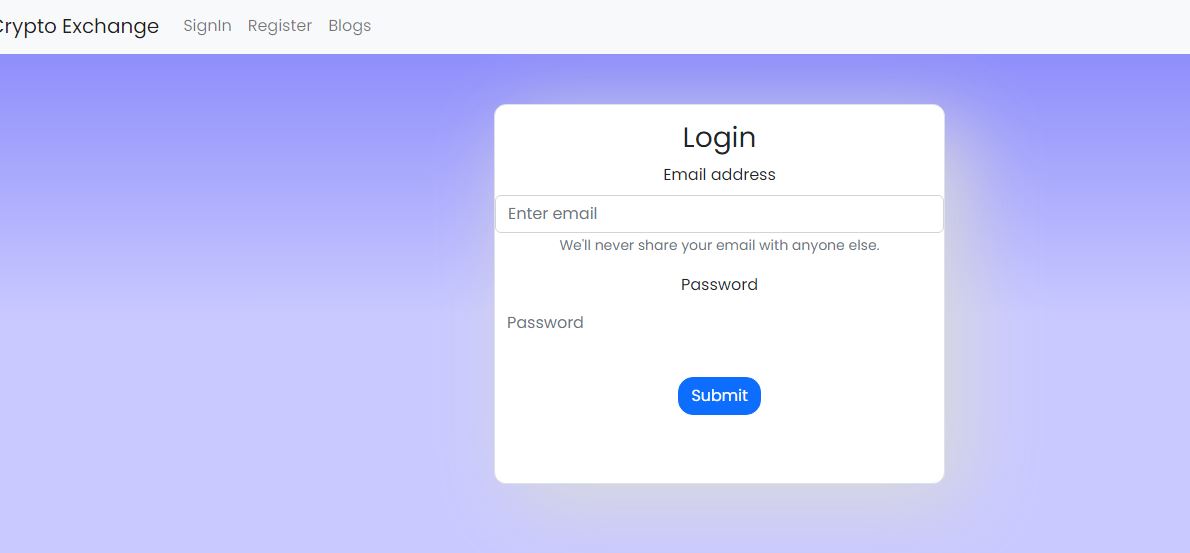 Crypto Exchange SignIn Register Blogs
Login
Email address
Enter email
We'll never share your email with anyone else.
Password
Password
Submit